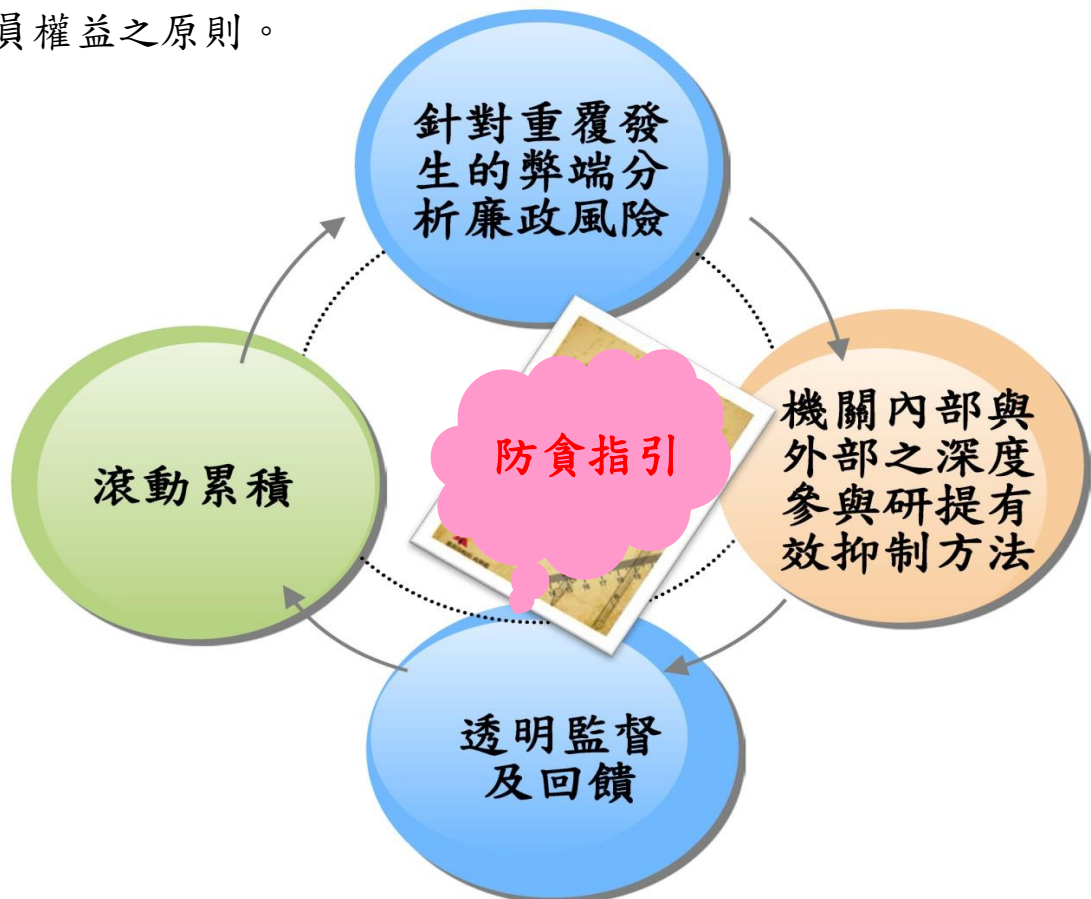 員權益之原則。
針對重覆發
生的弊端分
析廉政風險
機關內部與
外部之深度
參與研提有
效抑制方法
防貪指引
滾動累積
透明監督
及回饋